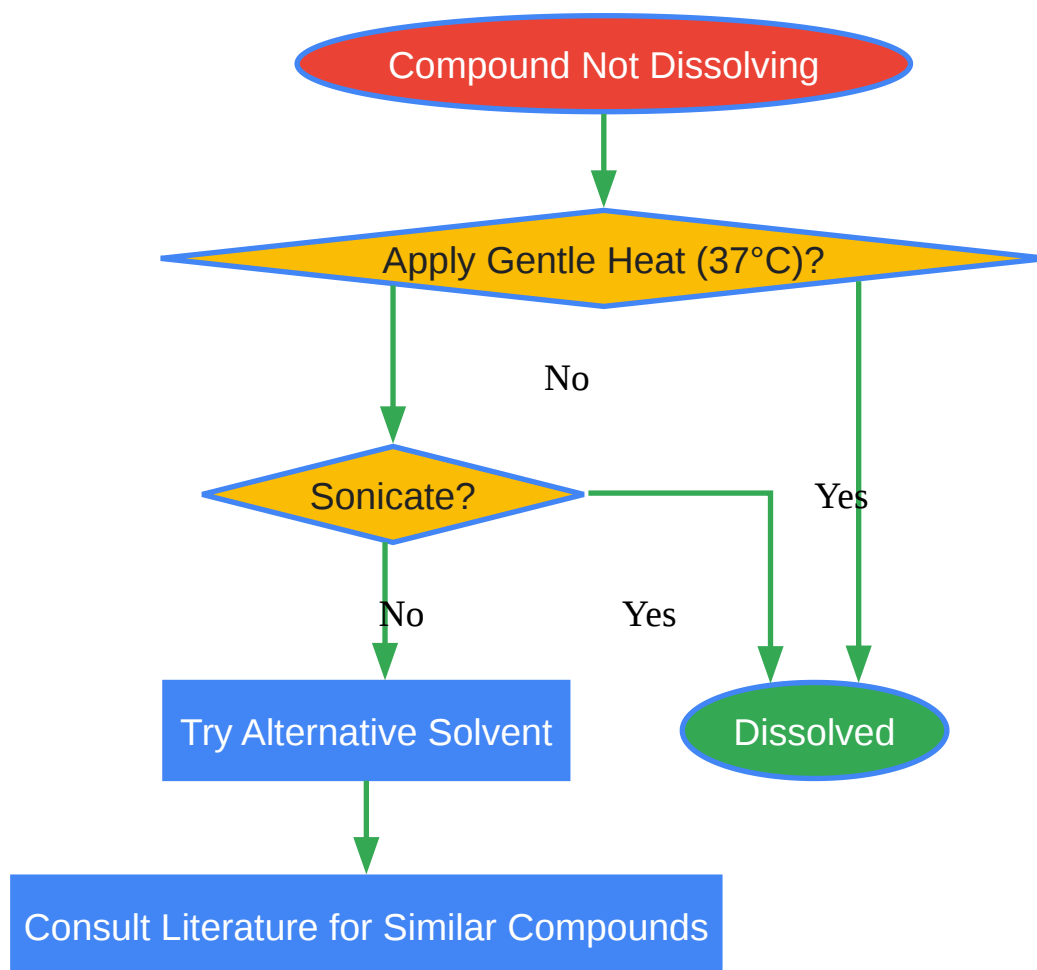 Compound Not Dissolving
Apply Gentle Heat (37°C)?
No
Sonicate?
Yes
No
Yes
Try Alternative Solvent
Dissolved
Consult Literature for Similar Compounds